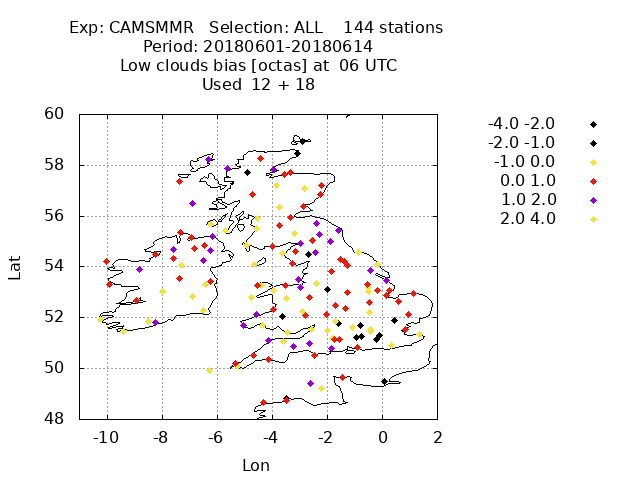 Exp: CAMSMMR   Selection: ALL    144 stations
Period: 20180601-20180614
Low clouds bias [octas] at  06 UTC
Used  12 + 18
60
58
56
54
52
50
48
Lat
-10 -8 -6 -4 -2 0 2
Lon
-4.0 -2.0
-2.0 -1.0
-1.0 0.0
0.0 1.0
1.0 2.0
2.0 4.0